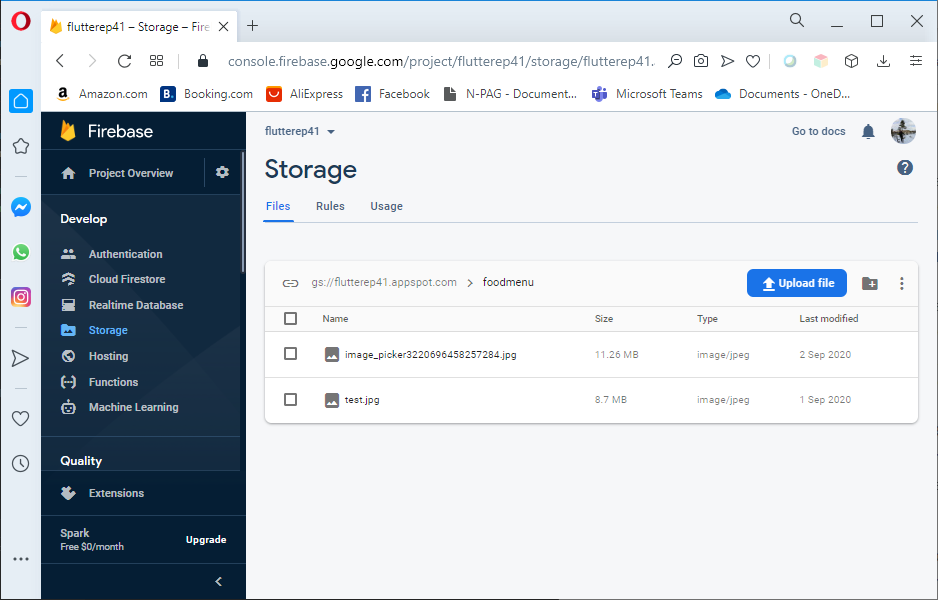 flutterep41 – Storage – Fire
console.firebase.google.com/project/flutterep41/storage/flutterep41.
Amazon.com
B. Booking.com
AliExpress
Facebook
N-PAG - Document...
Microsoft Teams
Documents - OneD...
Firebase
flutterep41
Go to docs
Project Overview
Storage
Files
Rules
Usage
Develop
Authentication
Cloud Firestore
Realtime Database
Storage
Hosting
Functions
Machine Learning
Quality
Extensions
Spark
Free $0/month
Upgrade
gs://flutterep41.appspot.com > foodmenu
Upload file
Name Size Type Last modified
image_picker3220696458257284.jpg 11.26 MB image/jpeg 2 Sep 2020
test.jpg 8.7 MB image/jpeg 1 Sep 2020